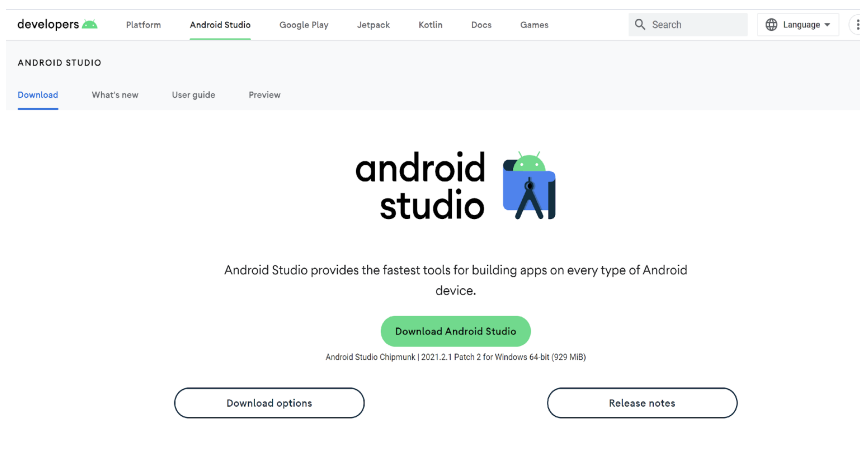 developers
Platform
Android Studio
Google Play
Jetpack
Kotlin
Docs
Games
Search
Language
ANDROID STUDIO
Download
What's new
User guide
Preview
android
studio
Android Studio provides the fastest tools for building apps on every type of Android
device.
Download Android Studio
Android Studio Chipmunk | 2021.2.1 Patch 2 for Windows 64-bit (929 MiB)
Download options
Release notes